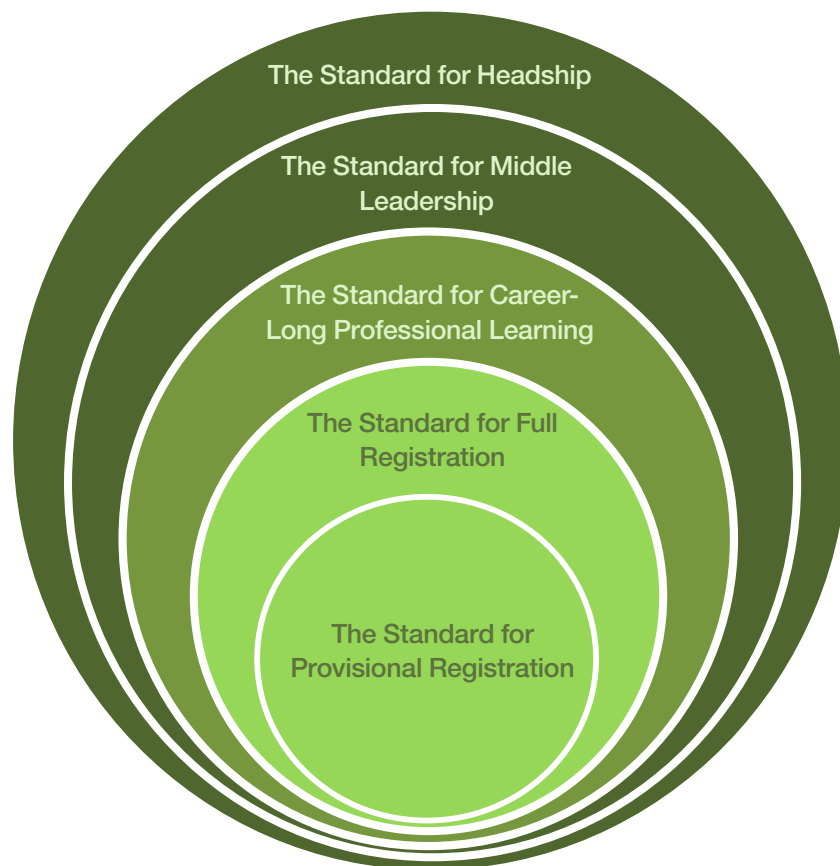 The Standard for Headship
The Standard for Middle
Leadership
The Standard for Career-
Long Professional Learning
The Standard for Full
Registration
The Standard for
Provisional Registration